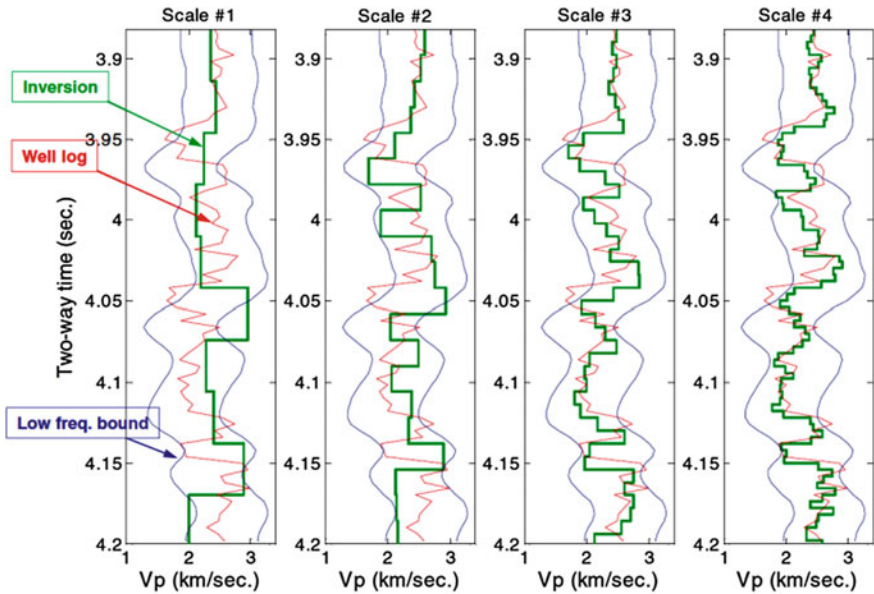 Scale #1 Scale #2 Scale #3 Scale #4
Inversion
Well log
Low freq. bound
Two-way time (sec.)
3.9 3.9 3.9 3.9
3.95 3.95 3.95 3.95
4 4 4 4
4.05 4.05 4.05 4.05
4.1 4.1 4.1 4.1
4.15 4.15 4.15 4.15
4.2 4.2 4.2 4.2
1 2 3 1 2 3 1 2 3 1 2 3
Vp (km/sec.) Vp (km/sec.) Vp (km/sec.) Vp (km/sec.)